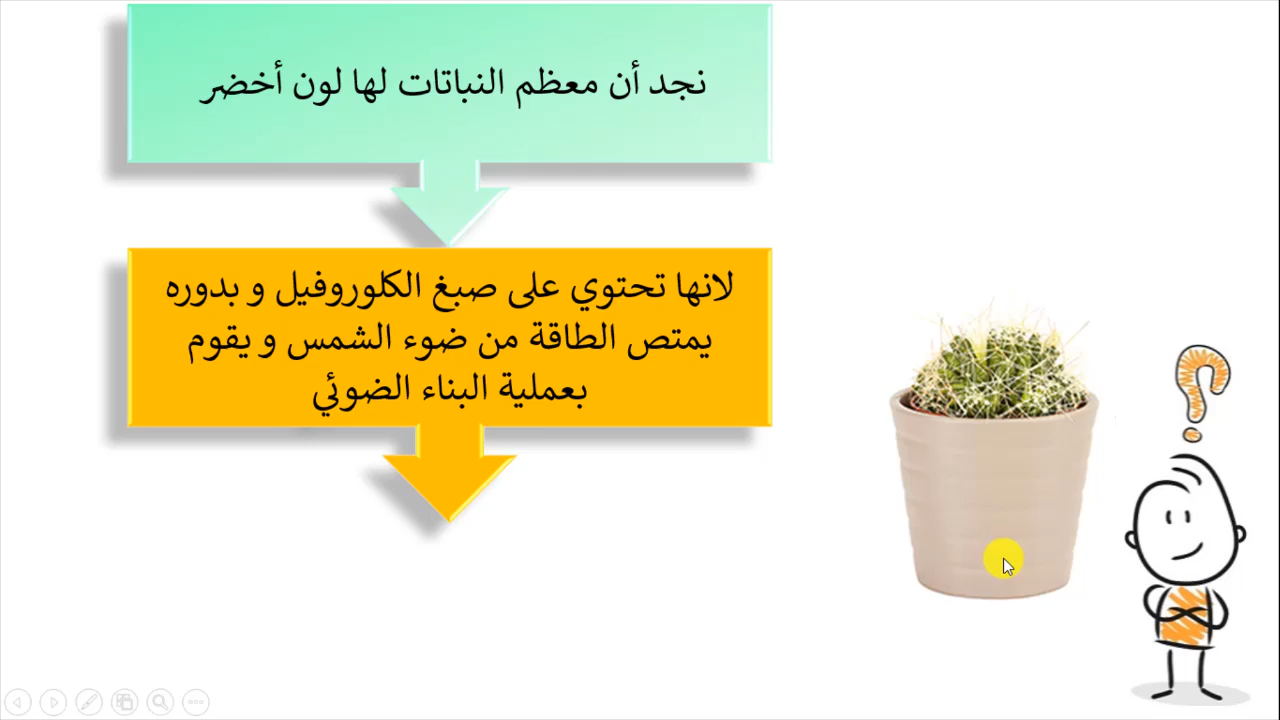 نجد أن معظم النباتات لها لون أخضر
لانها تحتوي على صبغ الكلوروفيل و بدوره
يمتص الطاقة من ضوء الشمس و يقوم
بعملية البناء الضوئي